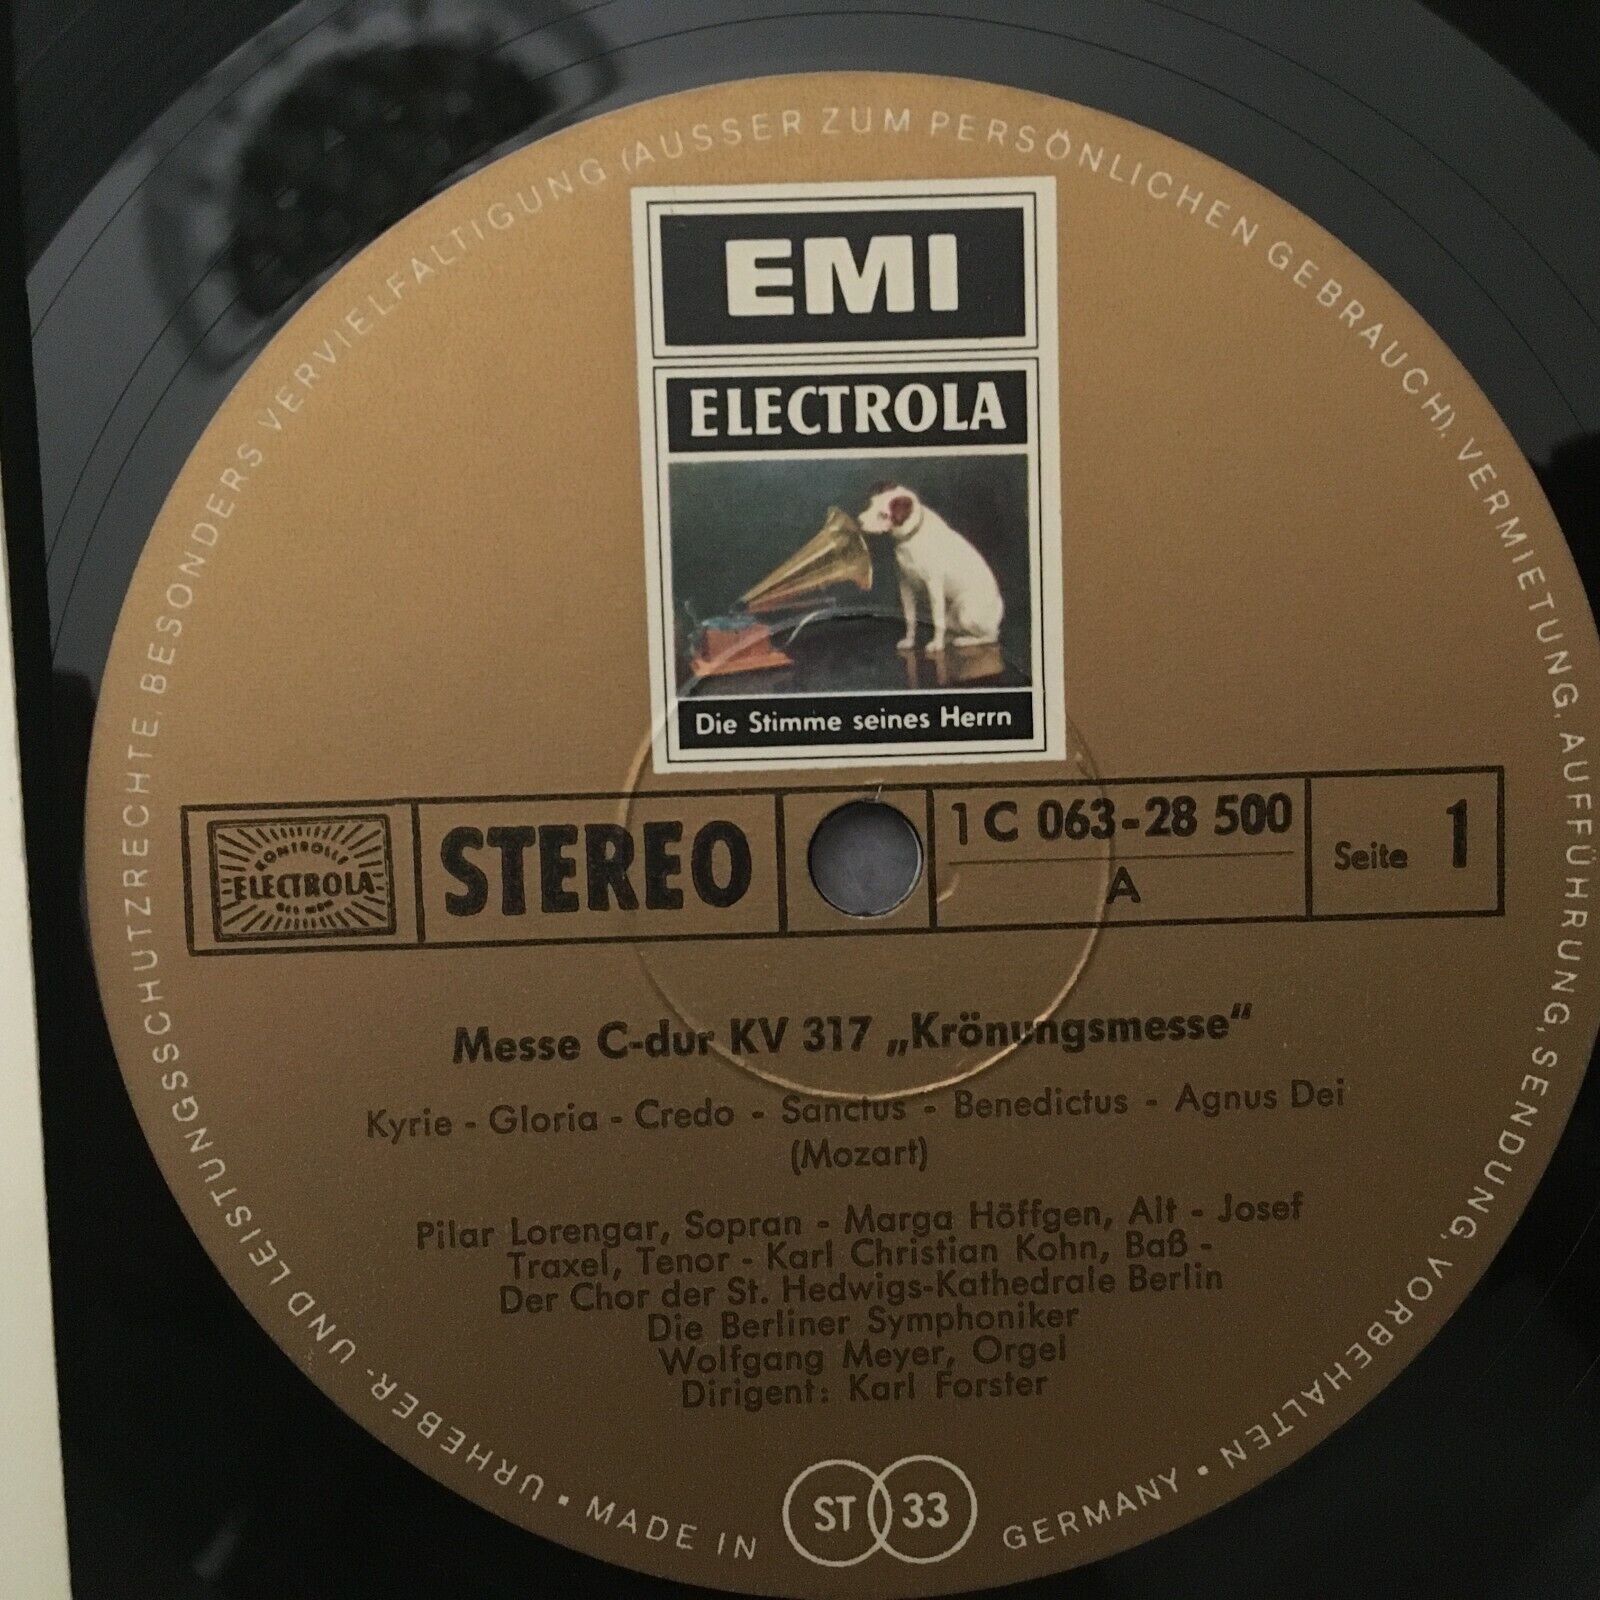 URHEBER- UND LEISTUNGSSCHUTZRECHTE, BESONDERS VERVIELFÄLTIGUNG (AUSSER ZUM PERSÖNLICHEN GEBRAUCH), VERMIETUNG, AUFFÜHRUNG, SENDUNG, VORBEHALTEN
EMI
ELECTROLA
Die Stimme seines Herrn
KONTROLLE
ELECTROLA
STEREO
1 C 063-28 500
A
Seite 1
Messe C-dur KV 317 „Krönungsmesse“
Kyrie - Gloria - Credo - Sanctus - Benedictus - Agnus Dei
(Mozart)
Pilar Lorengar, Sopran - Marga Höffgen, Alt - Josef
Traxel, Tenor - Karl Christian Kohn, Baß -
Der Chor der St. Hedwigs-Kathedrale Berlin
Die Berliner Symphoniker
Wolfgang Meyer, Orgel
Dirigent: Karl Forster
• MADE IN ST 33 GERMANY •